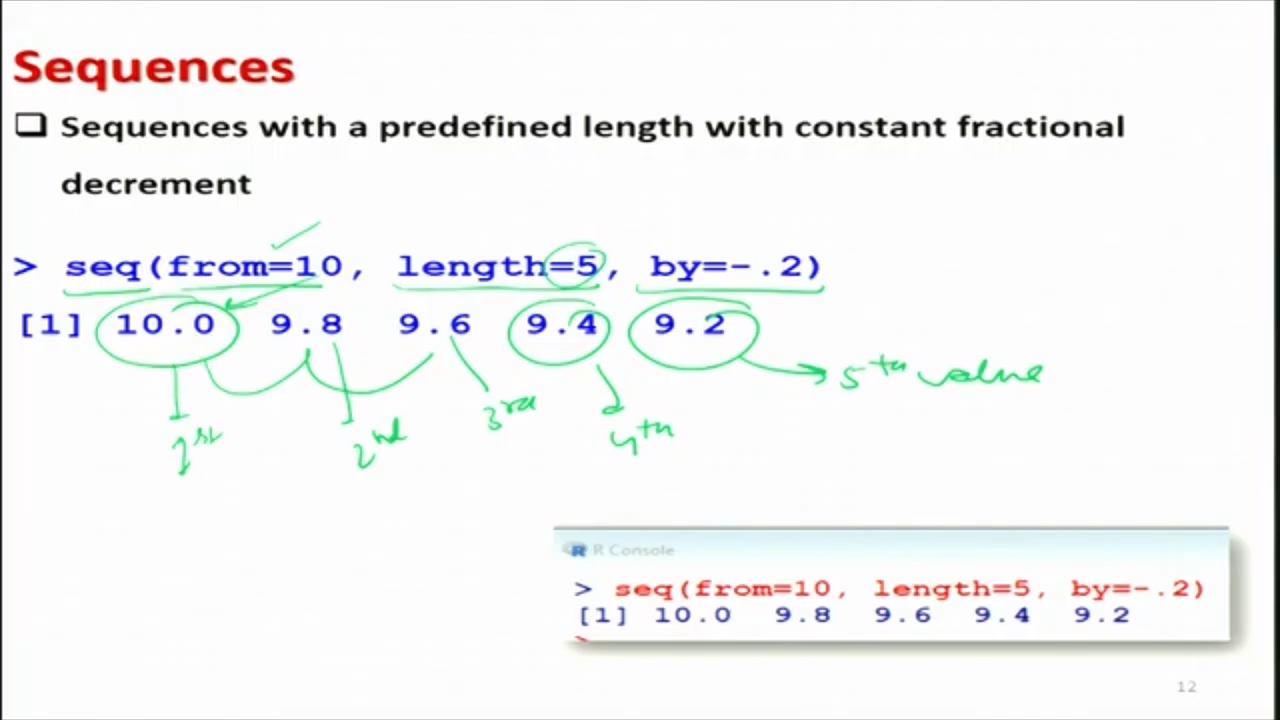 Sequences
❑ Sequences with a predefined length with constant fractional
decrement
> seq(from=10, length=5, by=-.2)
[1] 10.0 9.8 9.6 9.4 9.2
1st 2nd 3rd 4th 5th value
R Console
> seq(from=10, length=5, by=-.2)
[1] 10.0 9.8 9.6 9.4 9.2
>
12